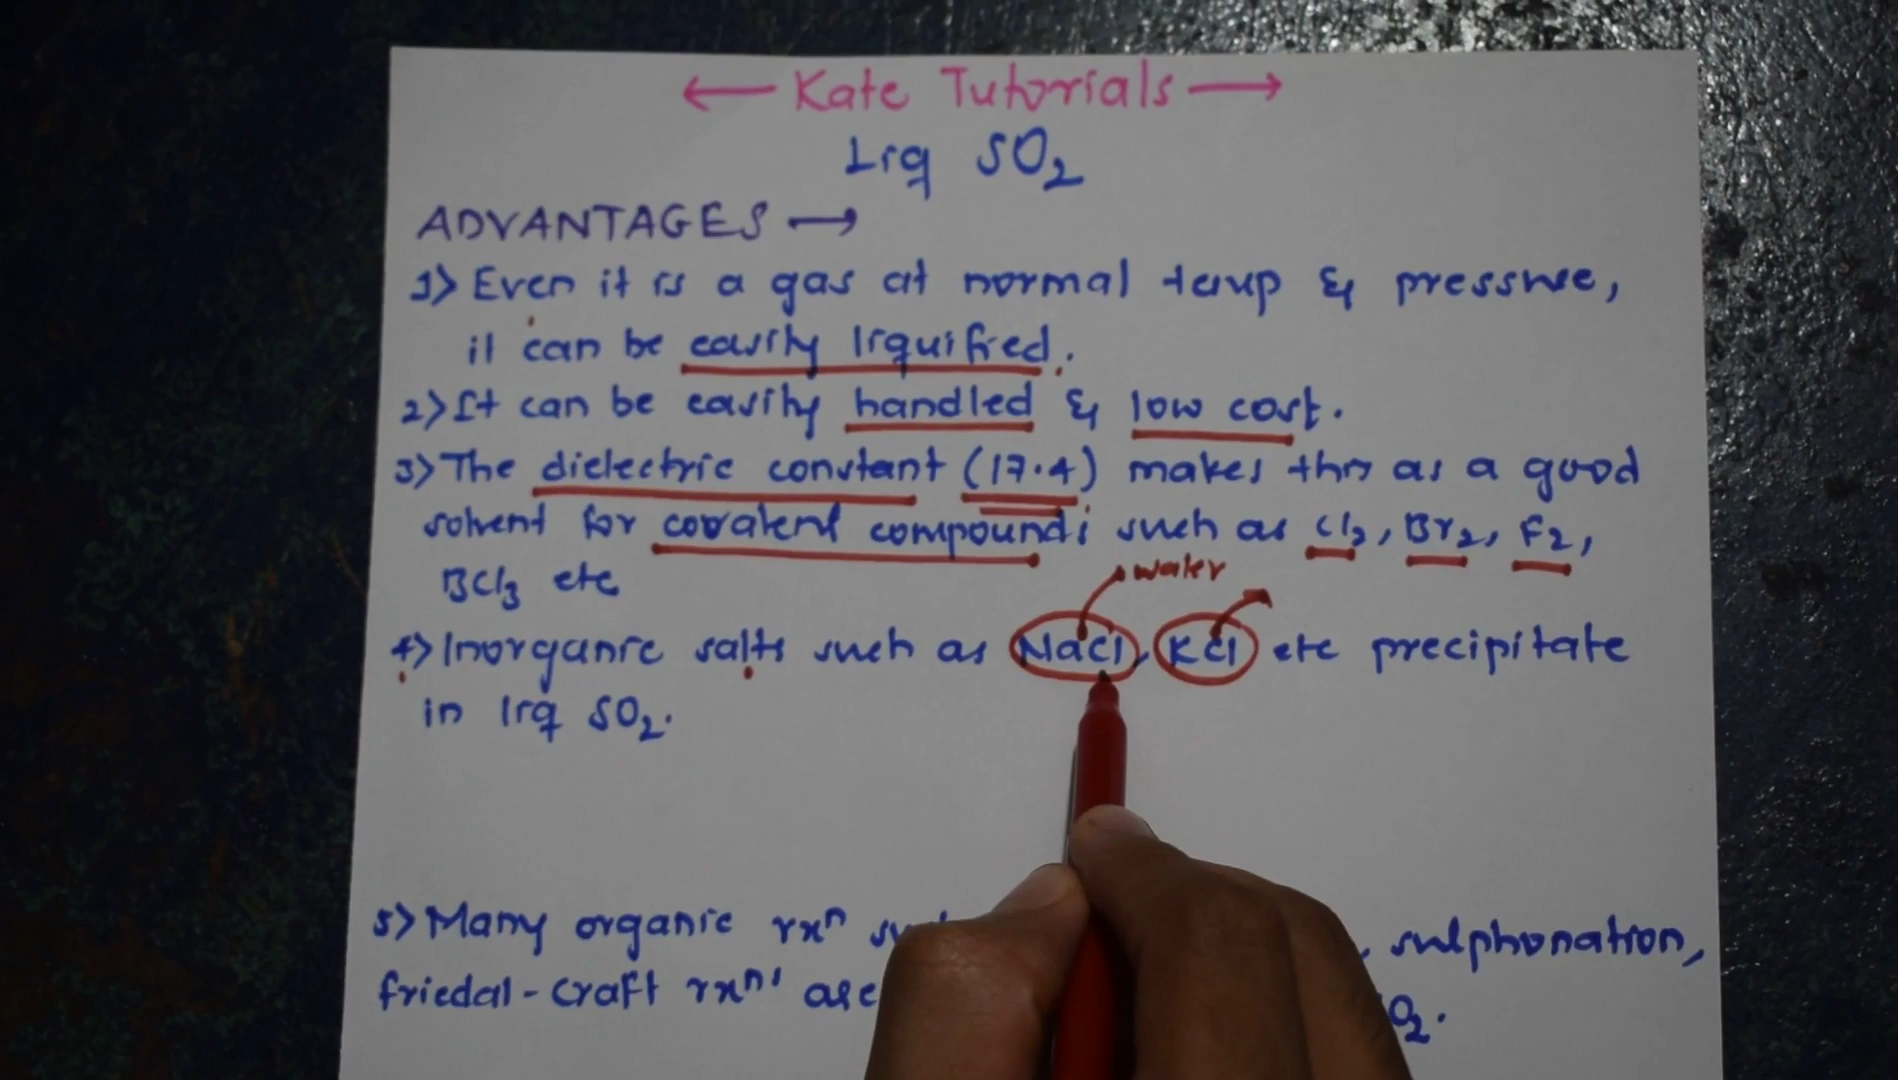 ← Kate Tutorials →
Liq SO₂
ADVANTAGES →
1) Even it is a gas at normal temp & pressure,
it can be easily liquified.
2) It can be easily handled & low cost.
3) The dielectric constant (17.4) makes this as a good
solvent for covalent compounds such as Cl₂, Br₂, F₂,
BCl₃ etc
water
4) Inorganic salts such as NaCl, KCl etc precipitate
in liq SO₂.
5) Many organic rxⁿ , sulphonation,
friedal-craft rxⁿˢ are O₂.